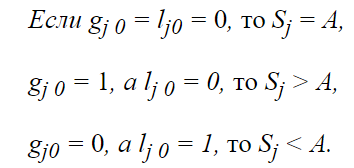 Если gj 0 = lj0 = 0, то Sj = A,
gj 0 = 1, а lj 0 = 0, то Sj > A,
gj0 = 0, а lj 0 = 1, то Sj < A.